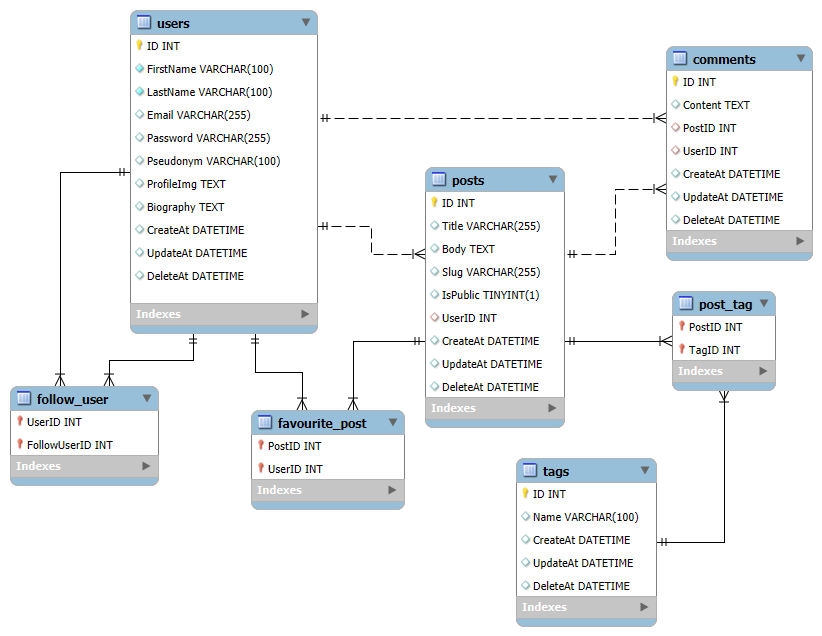 users
ID INT
FirstName VARCHAR(100)
LastName VARCHAR(100)
Email VARCHAR(255)
Password VARCHAR(255)
Pseudonym VARCHAR(100)
ProfileImg TEXT
Biography TEXT
CreateAt DATETIME
UpdateAt DATETIME
DeleteAt DATETIME
Indexes
comments
ID INT
Content TEXT
PostID INT
UserID INT
CreateAt DATETIME
UpdateAt DATETIME
DeleteAt DATETIME
Indexes
posts
ID INT
Title VARCHAR(255)
Body TEXT
Slug VARCHAR(255)
IsPublic TINYINT(1)
UserID INT
CreateAt DATETIME
UpdateAt DATETIME
DeleteAt DATETIME
Indexes
post_tag
PostID INT
TagID INT
Indexes
follow_user
UserID INT
FollowUserID INT
Indexes
favourite_post
PostID INT
UserID INT
Indexes
tags
ID INT
Name VARCHAR(100)
CreateAt DATETIME
UpdateAt DATETIME
DeleteAt DATETIME
Indexes